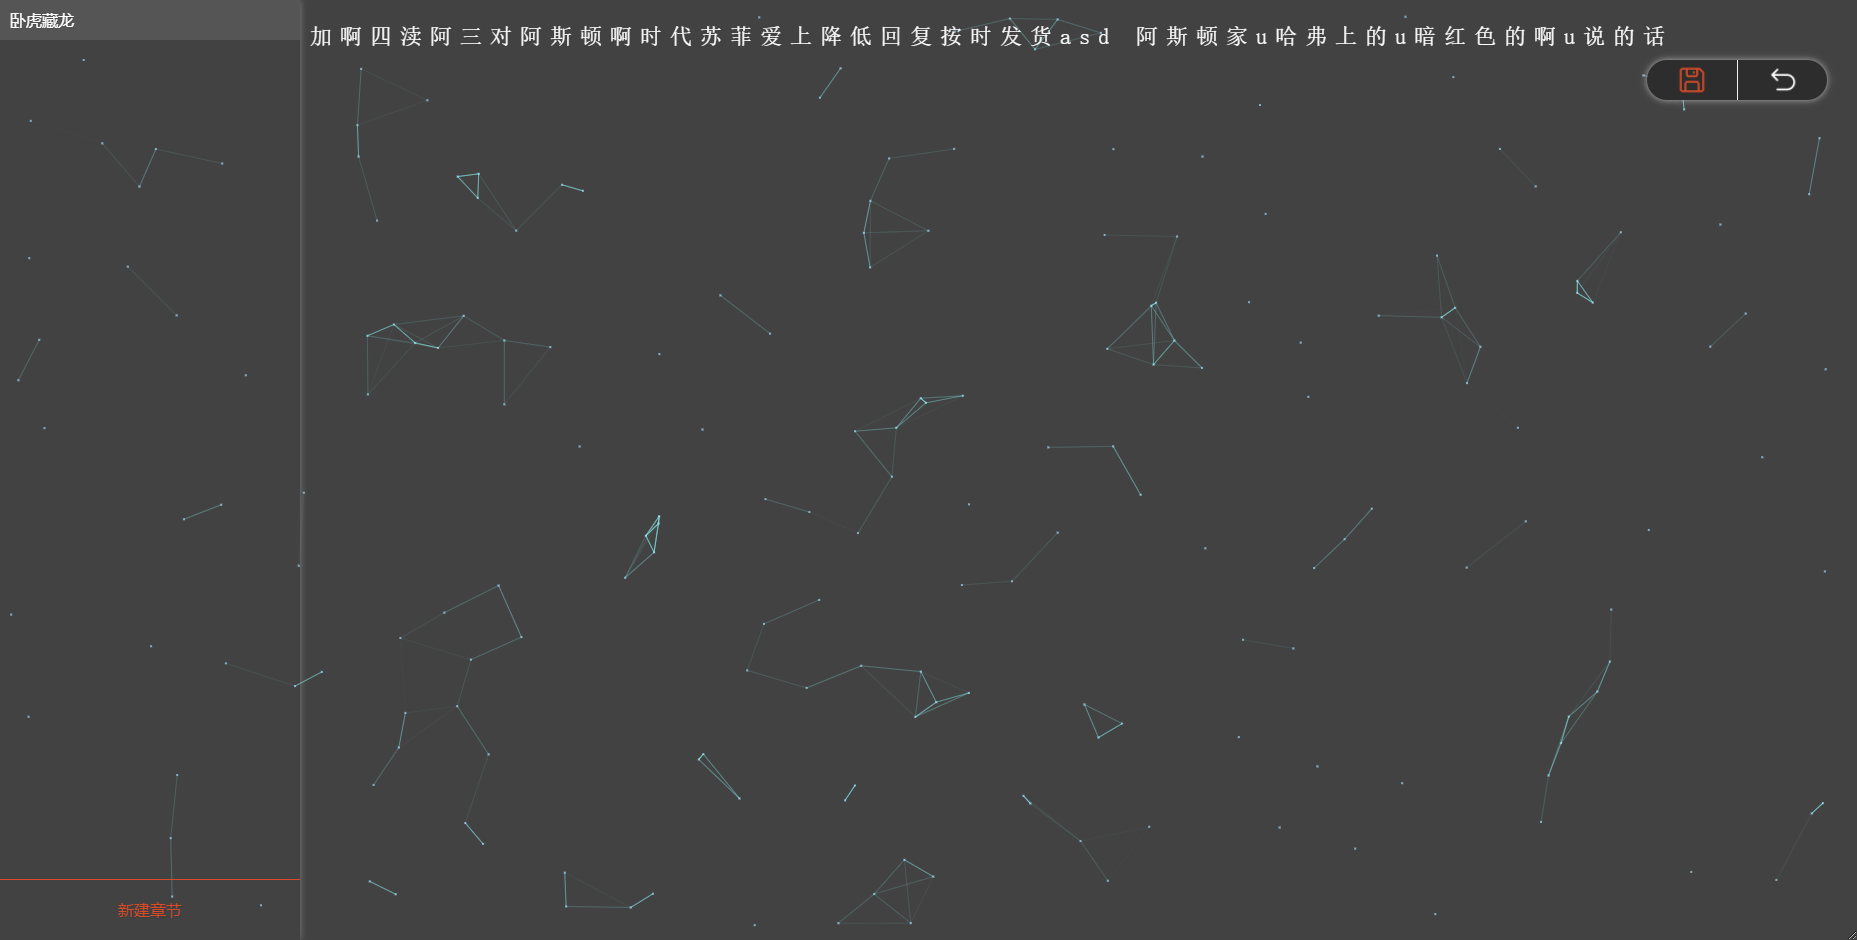 卧虎藏龙
加啊四渎阿三对阿斯顿啊时代苏菲爱上降低回复按时发货asd 阿斯顿家u哈弗上的u暗红色的啊u说的话
新建章节